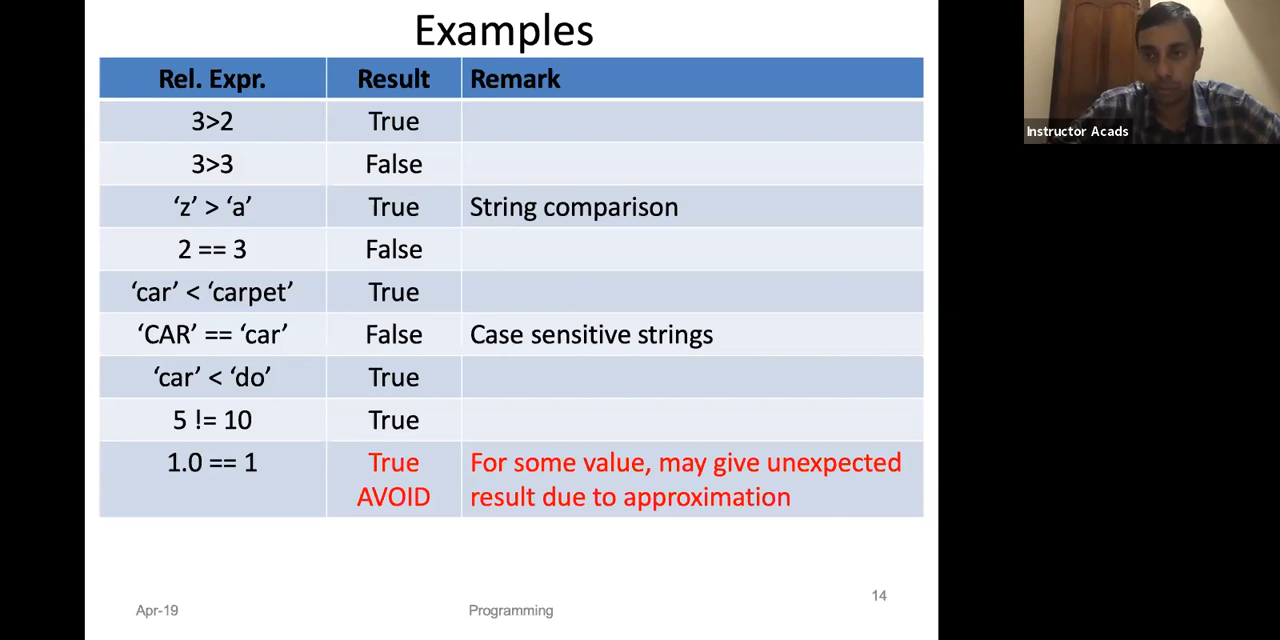 Examples
Rel. Expr. Result Remark
3>2 True
3>3 False
‘z’ > ‘a’ True String comparison
2 == 3 False
‘car’ < ‘carpet’ True
‘CAR’ == ‘car’ False Case sensitive strings
‘car’ < ‘do’ True
5 != 10 True
1.0 == 1 True For some value, may give unexpected
AVOID result due to approximation
Apr-19 Programming 14
Instructor Acads